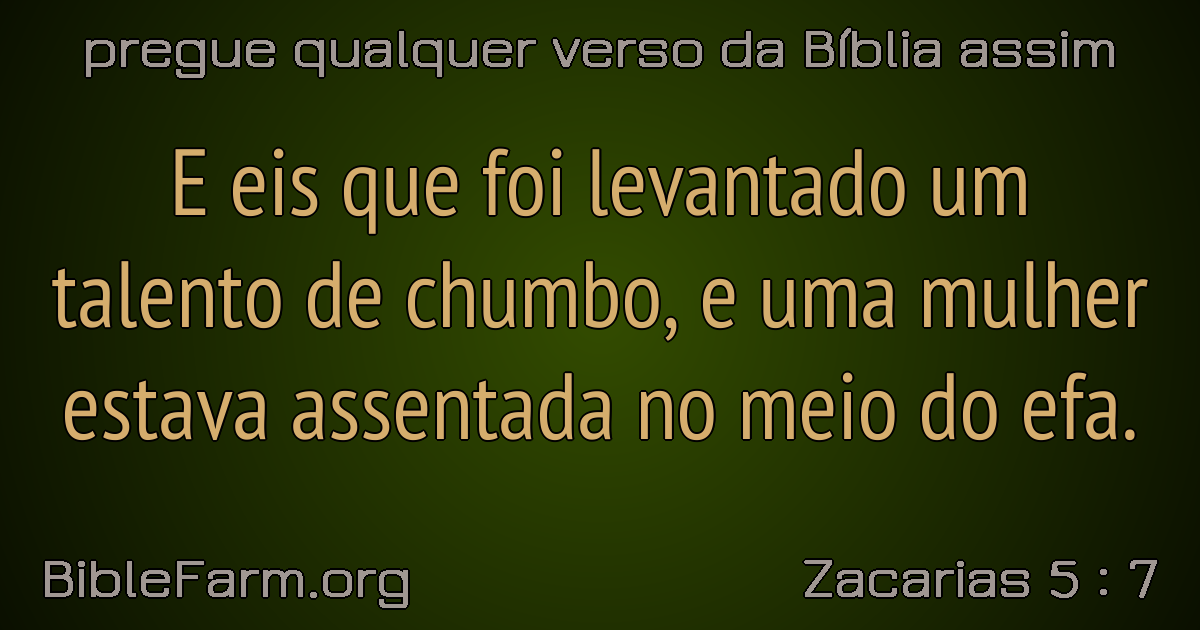 pregue qualquer verso da Bíblia assim
E eis que foi levantado um
talento de chumbo, e uma mulher
estava assentada no meio do efa.
BibleFarm.org
Zacarias 5 : 7